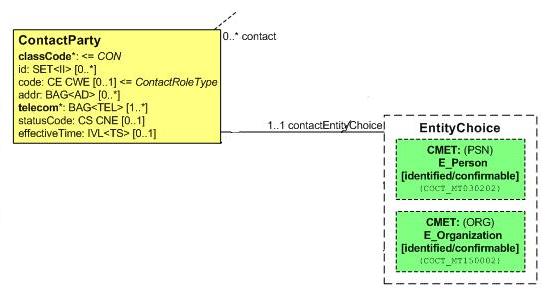 0..* contact
ContactParty
classCode*: <= CON
id: SET<II> [0..*]
code: CE CWE [0..1] <= ContactRoleType
addr: BAG<AD> [0..*]
telecom*: BAG<TEL> [1..*]
statusCode: CS CNE [0..1]
effectiveTime: IVL<TS> [0..1]
1..1 contactEntityChoice
EntityChoice
CMET: (PSN)
E_Person
[identified/confirmable]
(COCT_MT030202)
CMET: (ORG)
E_Organization
[identified/confirmable]
(COCT_MT150002)